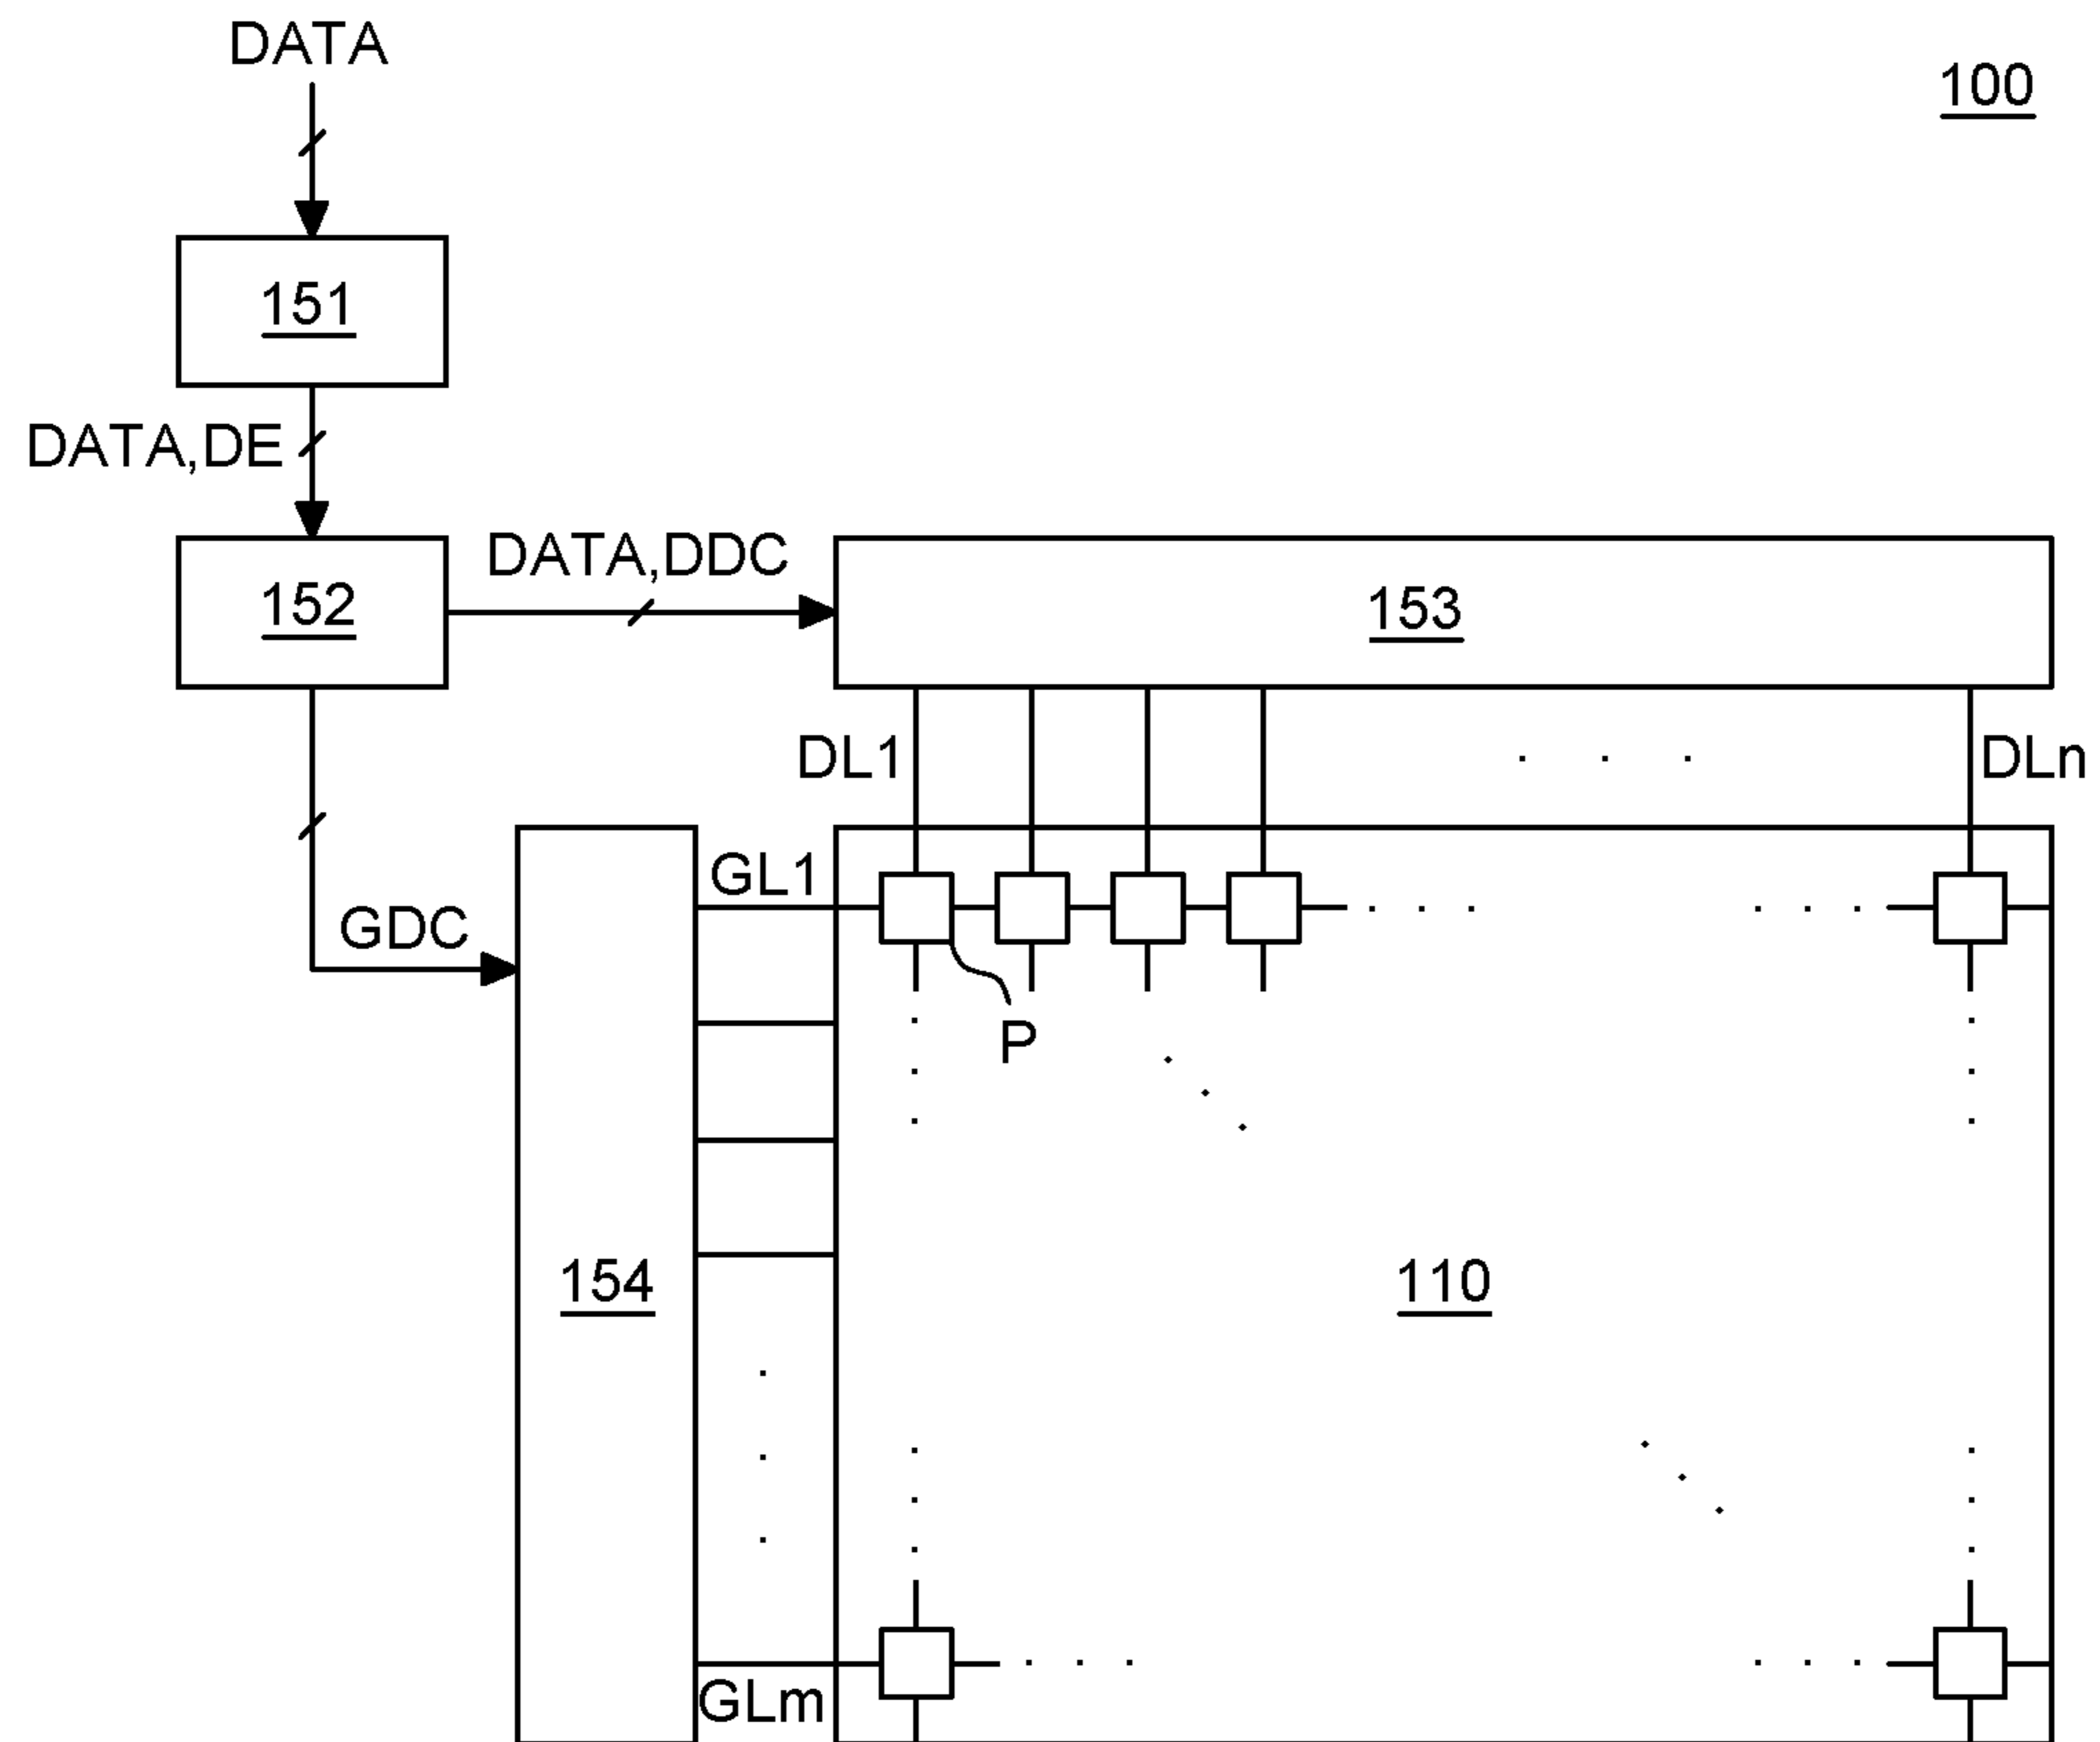 DATA
100
151
DATA,DE
152
DATA,DDC
153
DL1
DLn
GL1
GDC
P
154
110
GLm